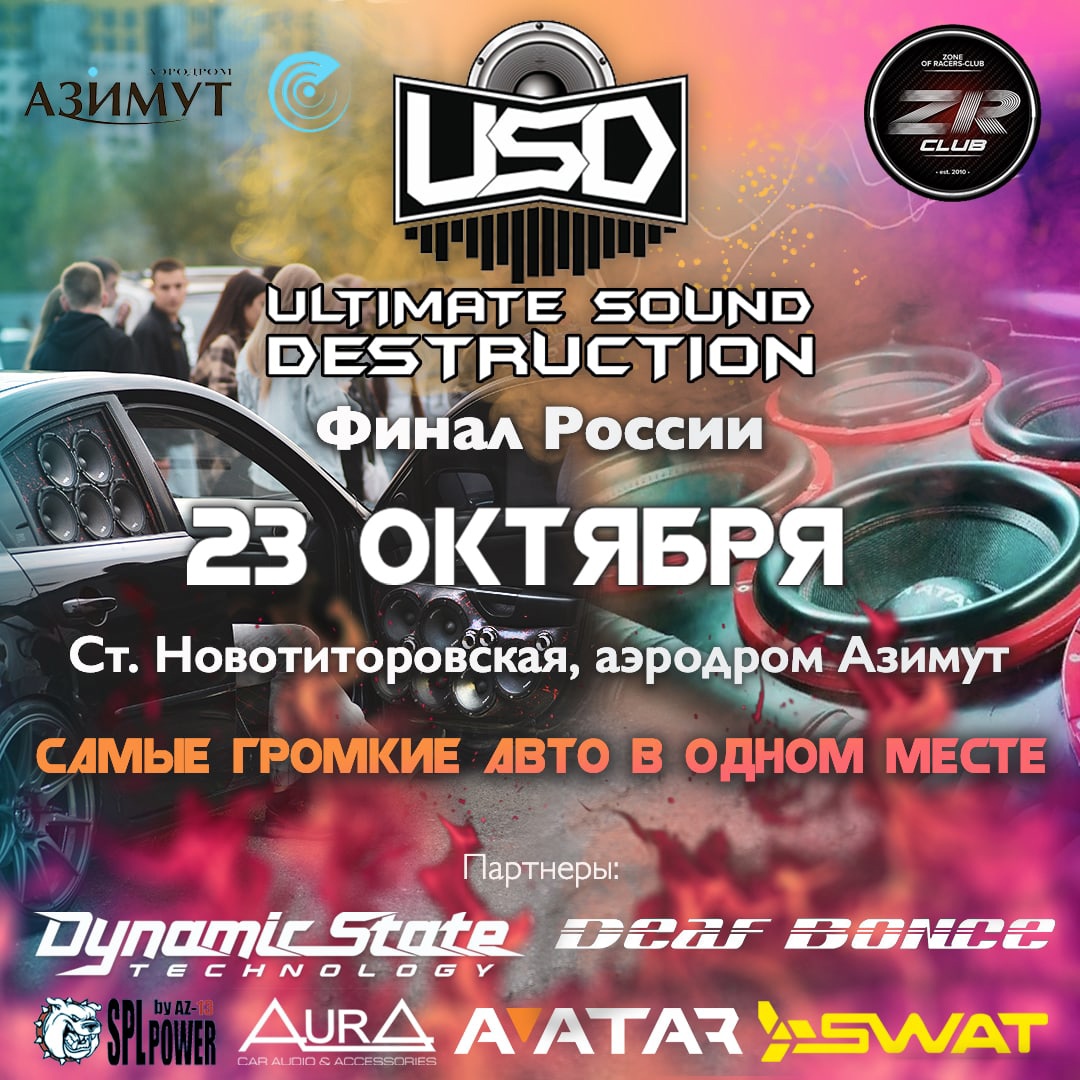 АЭРОДРОМ
АЗИМУТ
USD
ZONE
OF RACERS-CLUB
ZR
CLUB
• est. 2010 •
ULTIMATE SOUND
DESTRUCTION
Финал России
23 ОКТЯБРЯ
Ст. Новотиторовская, аэродром Азимут
САМЫЕ ГРОМКИЕ АВТО В ОДНОМ МЕСТЕ
Партнеры:
Dynamic State
TECHNOLOGY
Deaf Bonce
by AZ-13
SPL POWER
AurA
CAR AUDIO & ACCESSORIES
AVATAR
SWAT